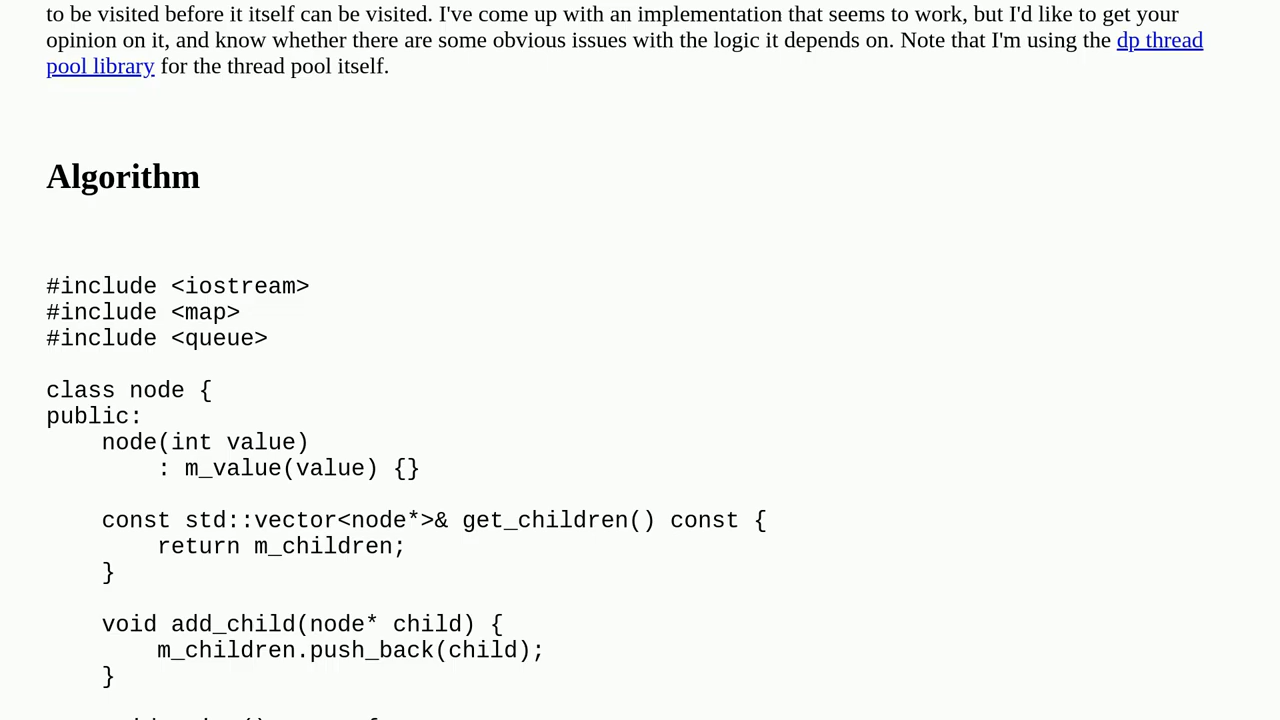 to be visited before it itself can be visited. I've come up with an implementation that seems to work, but I'd like to get your
opinion on it, and know whether there are some obvious issues with the logic it depends on. Note that I'm using the dp thread
pool library for the thread pool itself.
Algorithm
#include <iostream>
#include <map>
#include <queue>
class node {
public:
    node(int value)
        : m_value(value) {}
    const std::vector<node*>& get_children() const {
        return m_children;
    }
    void add_child(node* child) {
        m_children.push_back(child);
    }